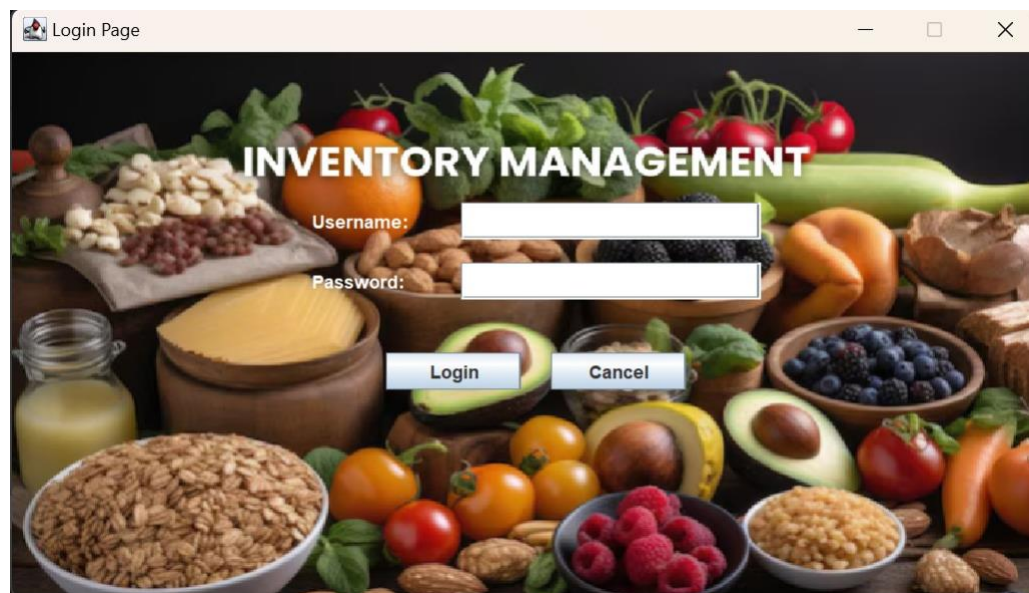 Login Page
INVENTORY MANAGEMENT
Username:
Password:
Login Cancel